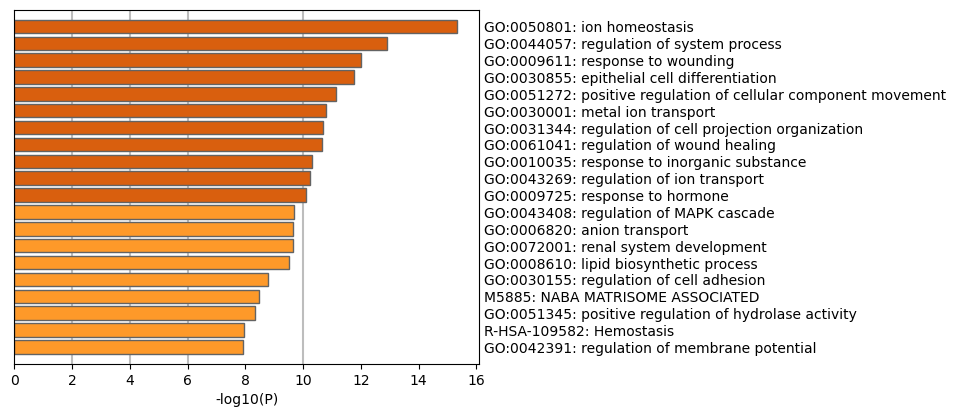 GO:0050801: ion homeostasis
GO:0044057: regulation of system process
GO:0009611: response to wounding
GO:0030855: epithelial cell differentiation
GO:0051272: positive regulation of cellular component movement
GO:0030001: metal ion transport
GO:0031344: regulation of cell projection organization
GO:0061041: regulation of wound healing
GO:0010035: response to inorganic substance
GO:0043269: regulation of ion transport
GO:0009725: response to hormone
GO:0043408: regulation of MAPK cascade
GO:0006820: anion transport
GO:0072001: renal system development
GO:0008610: lipid biosynthetic process
GO:0030155: regulation of cell adhesion
M5885: NABA MATRISOME ASSOCIATED
GO:0051345: positive regulation of hydrolase activity
R-HSA-109582: Hemostasis
GO:0042391: regulation of membrane potential
0 2 4 6 8 10 12 14 16
-log10(P)